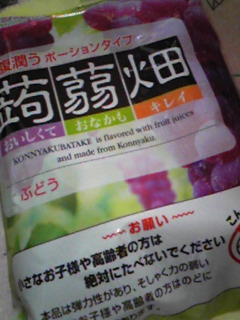 腹潤う ポーションタイプ
蒟蒻畑
おいしくて おなかも キレイ
KONNYAKUBATAKE is flavored with fruit juices
and made from Konnyaku.
ぶどう
お願い
小さなお子様や高齢者の方は
絶対にたべないでください
本品は弾力性があり、そしゃく力の弱い